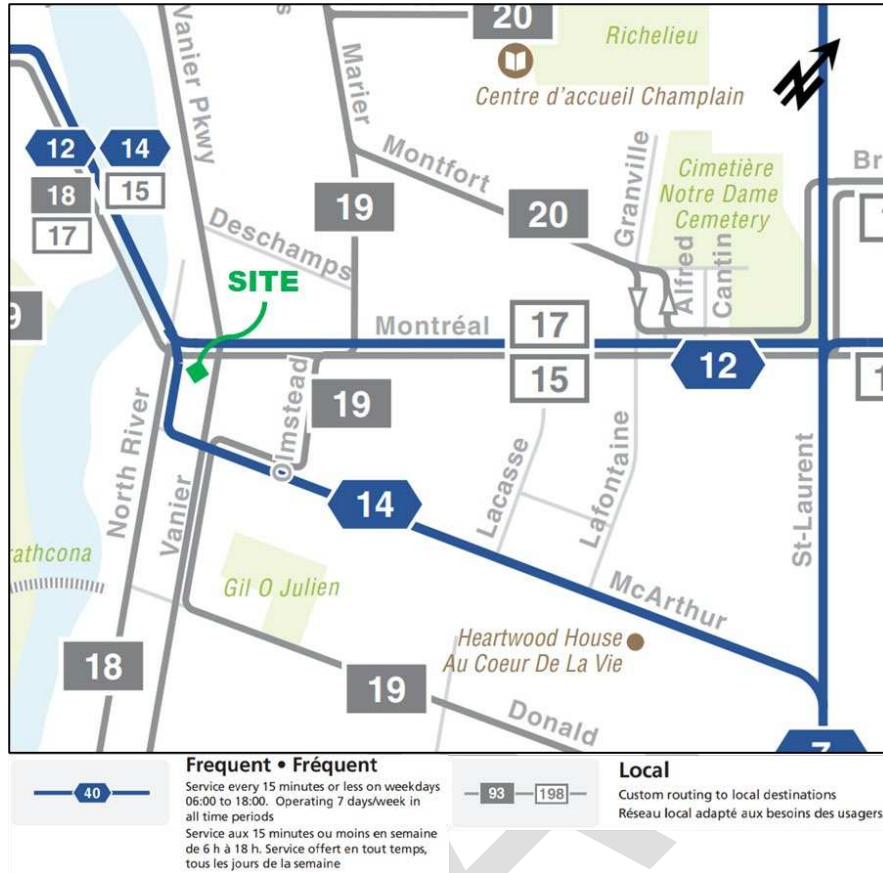 20
Richelieu
Centre d'accueil Champlain
Vanier Pkwy
Marier
Montfort
Granville
Cimetière
Notre Dame
Cemetery
12
14
18
15
17
Deschamps
19
20
Alfred
Cantin
SITE
Montréal
17
15
12
Olmstead
19
North River
Vanier
14
Lacasse
Lafontaine
St-Laurent
McArthur
Gil O Julien
Heartwood House
Au Coeur De La Vie
18
19
Donald
40
Frequent • Fréquent
Service every 15 minutes or less on weekdays
06:00 to 18:00. Operating 7 days/week in
all time periods
Service aux 15 minutes ou moins en semaine
de 6 h à 18 h. Service offert en tout temps,
tous les jours de la semaine
93
198
Local
Custom routing to local destinations
Réseau local adapté aux besoins des usagers